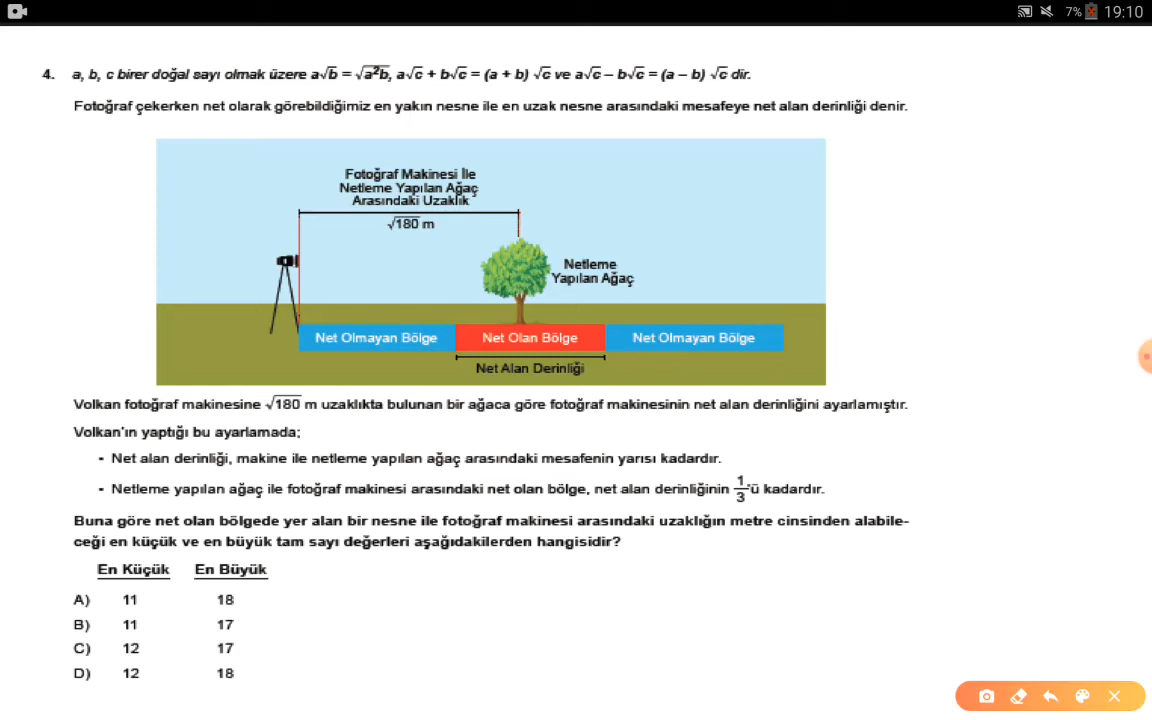 7% 19:10
4. a, b, c birer doğal sayı olmak üzere a√b = √a²b, a√c + b√c = (a + b) √c ve a√c – b√c = (a – b) √c dir.
Fotoğraf çekerken net olarak görebildiğimiz en yakın nesne ile en uzak nesne arasındaki mesafeye net alan derinliği denir.
Fotoğraf Makinesi İle
Netleme Yapılan Ağaç
Arasındaki Uzaklık
√180 m
Netleme
Yapılan Ağaç
Net Olmayan Bölge Net Olan Bölge Net Olmayan Bölge
Net Alan Derinliği
Volkan fotoğraf makinesine √180 m uzaklıkta bulunan bir ağaca göre fotoğraf makinesinin net alan derinliğini ayarlamıştır.
Volkan'ın yaptığı bu ayarlamada;
- Net alan derinliği, makine ile netleme yapılan ağaç arasındaki mesafenin yarısı kadardır.
- Netleme yapılan ağaç ile fotoğraf makinesi arasındaki net olan bölge, net alan derinliğinin 1/3'ü kadardır.
Buna göre net olan bölgede yer alan bir nesne ile fotoğraf makinesi arasındaki uzaklığın metre cinsinden alabile-
ceği en küçük ve en büyük tam sayı değerleri aşağıdakilerden hangisidir?
En Küçük En Büyük
A) 11 18
B) 11 17
C) 12 17
D) 12 18